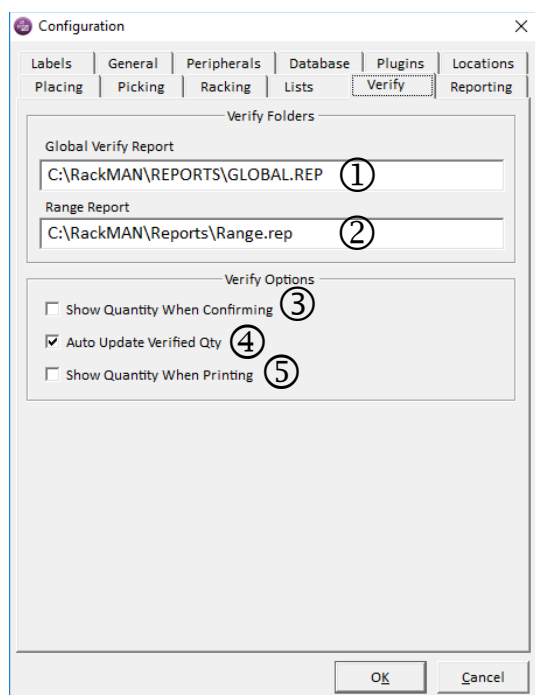 Configuration
Labels General Peripherals Database Plugins Locations
Placing Picking Racking Lists Verify Reporting
Verify Folders
Global Verify Report
C:\RackMAN\REPORTS\GLOBAL.REP ①
Range Report
C:\RackMAN\Reports\Range.rep ②
Verify Options
Show Quantity When Confirming ③
Auto Update Verified Qty ④
Show Quantity When Printing ⑤
OK Cancel